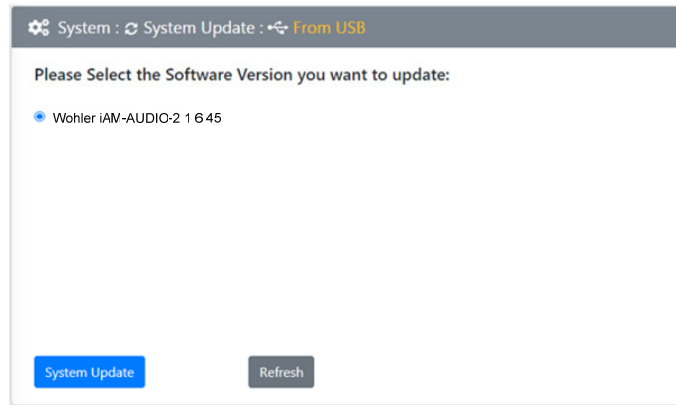 System : System Update : From USB
Please Select the Software Version you want to update:
Wohler iAM-AUDIO-2 1 6 45
System Update
Refresh